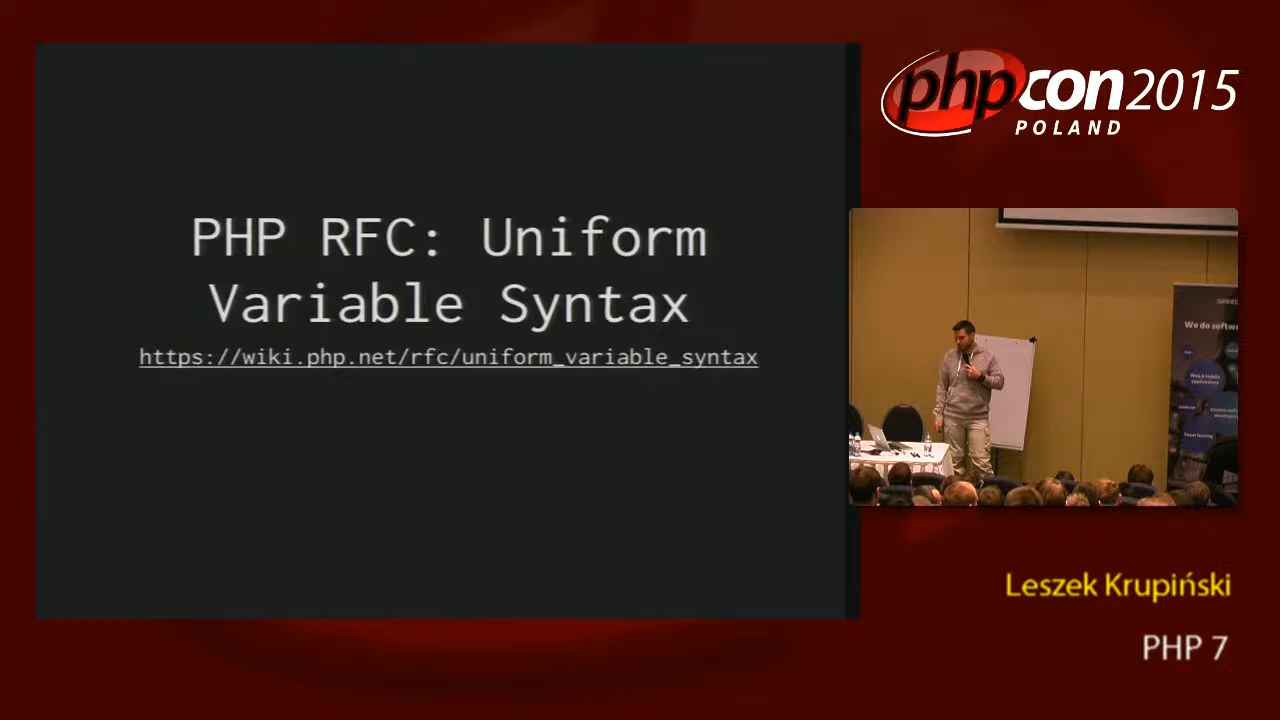 PHP RFC: Uniform
Variable Syntax
https://wiki.php.net/rfc/uniform_variable_syntax
phpcon2015
POLAND
We do softw
Leszek Krupiński
PHP 7